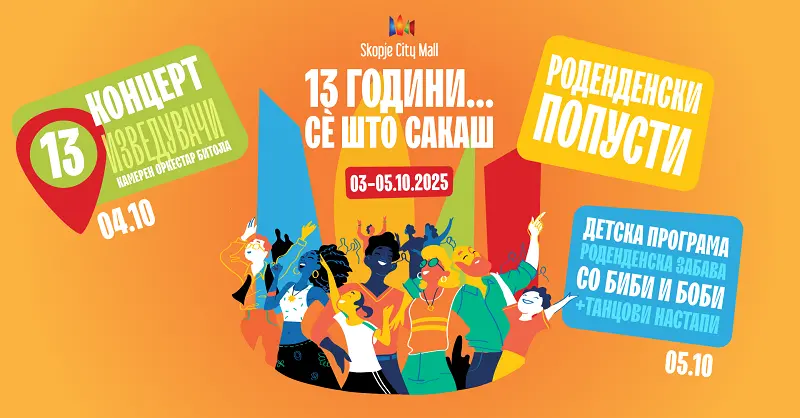 Skopje City Mall
13 ГОДИНИ...
СЀ ШТО САКАШ
03-05.10.2025
13
КОНЦЕРТ
ИЗВЕДУВАЧИ
КАМЕРЕН ОРКЕСТАР БИТОЛА
04.10
РОДЕНДЕНСКИ
ПОПУСТИ
ДЕТСКА ПРОГРАМА
РОДЕНДЕНСКА ЗАБАВА
СО БИБИ И БОБИ
+ТАНЦОВИ НАСТАПИ
05.10